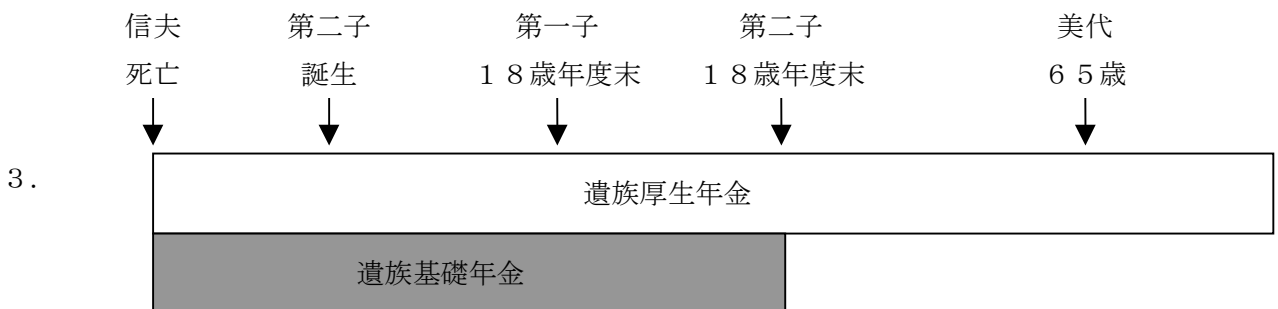 信夫 第二子 第一子 第二子 美代
死亡 誕生 １８歳年度末 １８歳年度末 ６５歳
３．
遺族厚生年金
遺族基礎年金